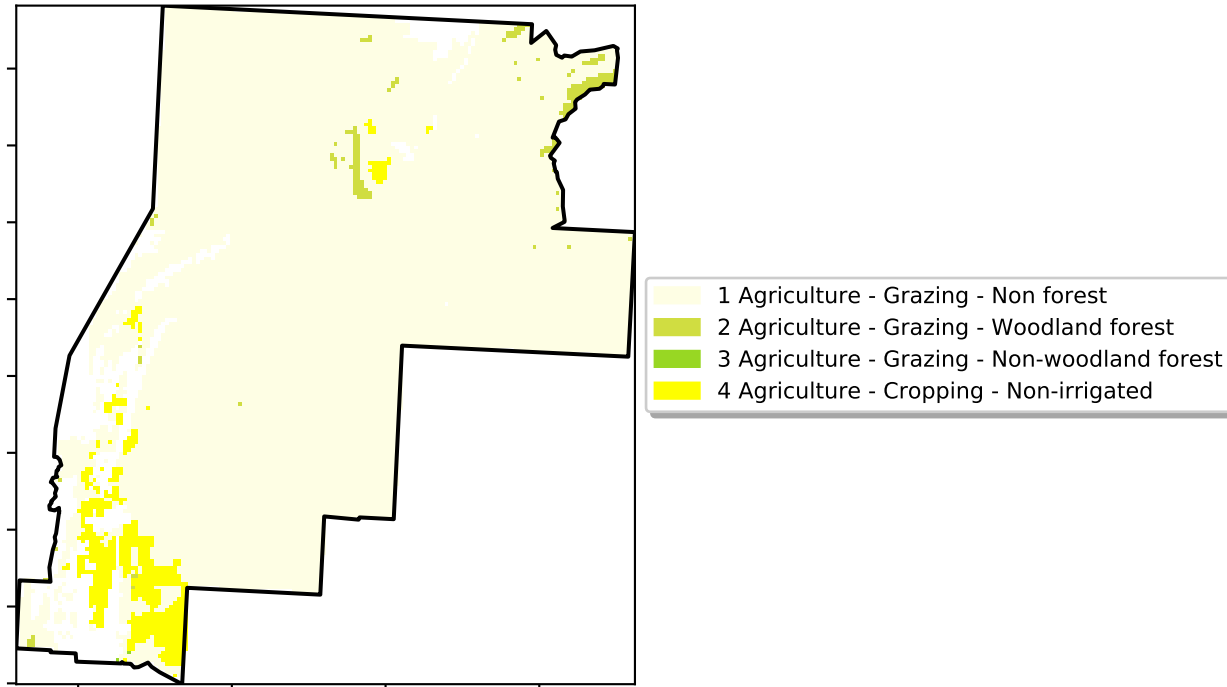 1 Agriculture - Grazing - Non forest
2 Agriculture - Grazing - Woodland forest
3 Agriculture - Grazing - Non-woodland forest
4 Agriculture - Cropping - Non-irrigated